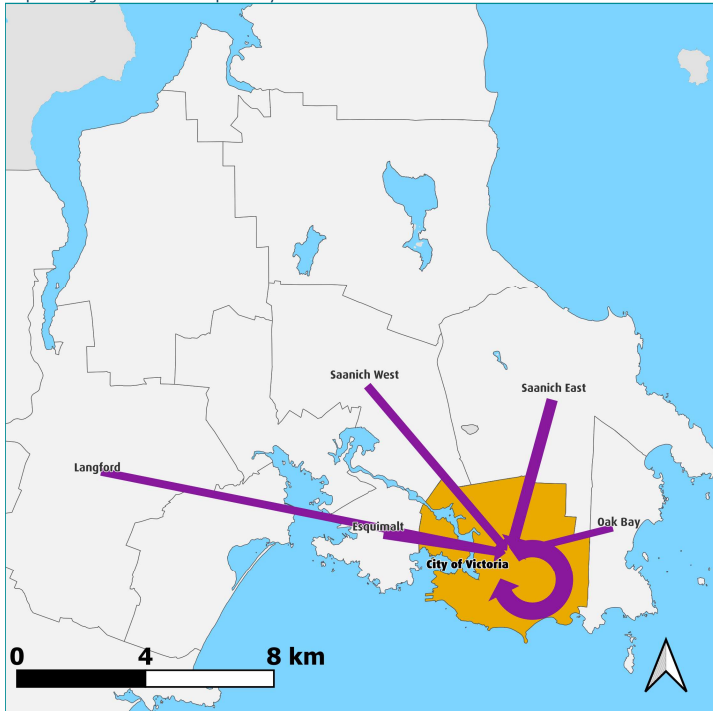 Saanich West
Saanich East
Langford
Esquimalt
Oak Bay
City of Victoria
0 4 8 km